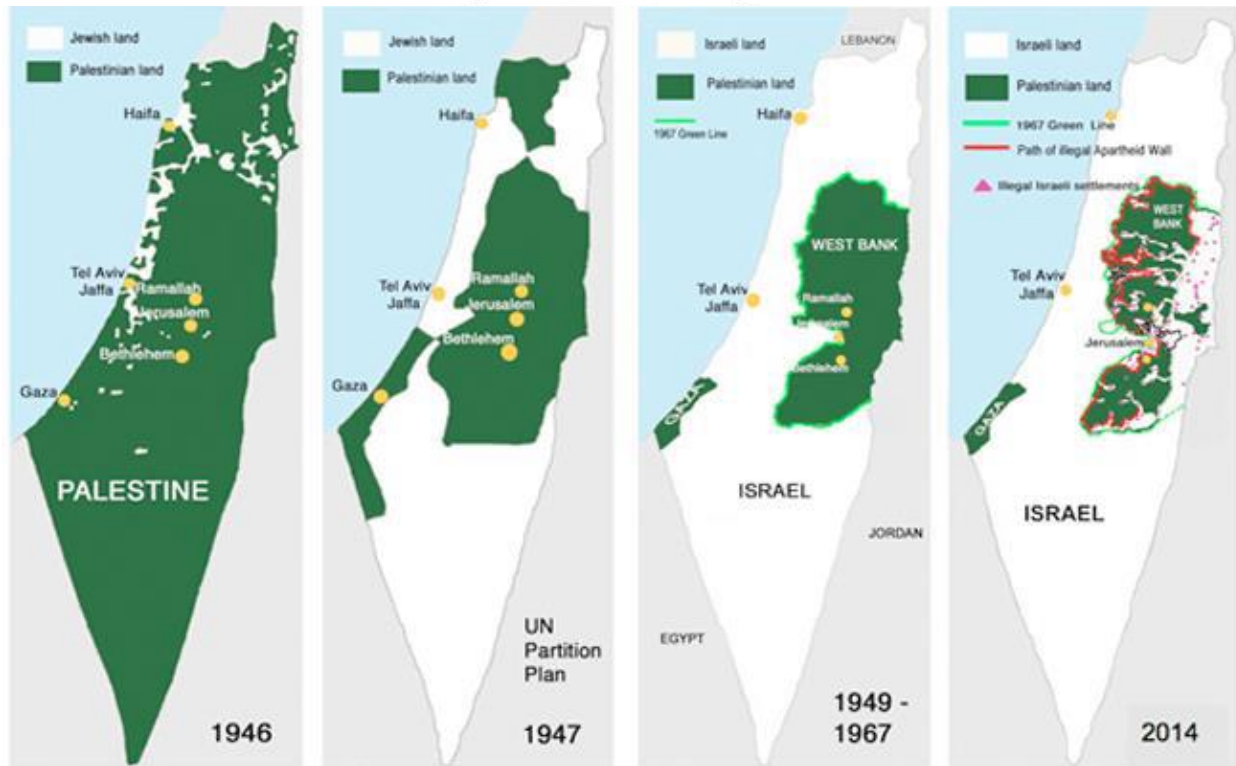 Jewish land
Palestinian land
Haifa
Tel Aviv
Jaffa
Ramallah
Jerusalem
Bethlehem
Gaza
PALESTINE
1946
Jewish land
Palestinian land
Haifa
Tel Aviv
Jaffa
Ramallah
Jerusalem
Bethlehem
Gaza
UN
Partition
Plan
1947
Israeli land
Palestinian land
1967 Green Line
LEBANON
Haifa
WEST BANK
Tel Aviv
Jaffa
Ramallah
Jerusalem
Bethlehem
GAZA
ISRAEL
JORDAN
EGYPT
1949 -
1967
Israeli land
Palestinian land
1967 Green Line
Path of illegal Apartheid Wall
Illegal Israeli settlements
WEST
BANK
Tel Aviv
Jaffa
Jerusalem
GAZA
ISRAEL
2014